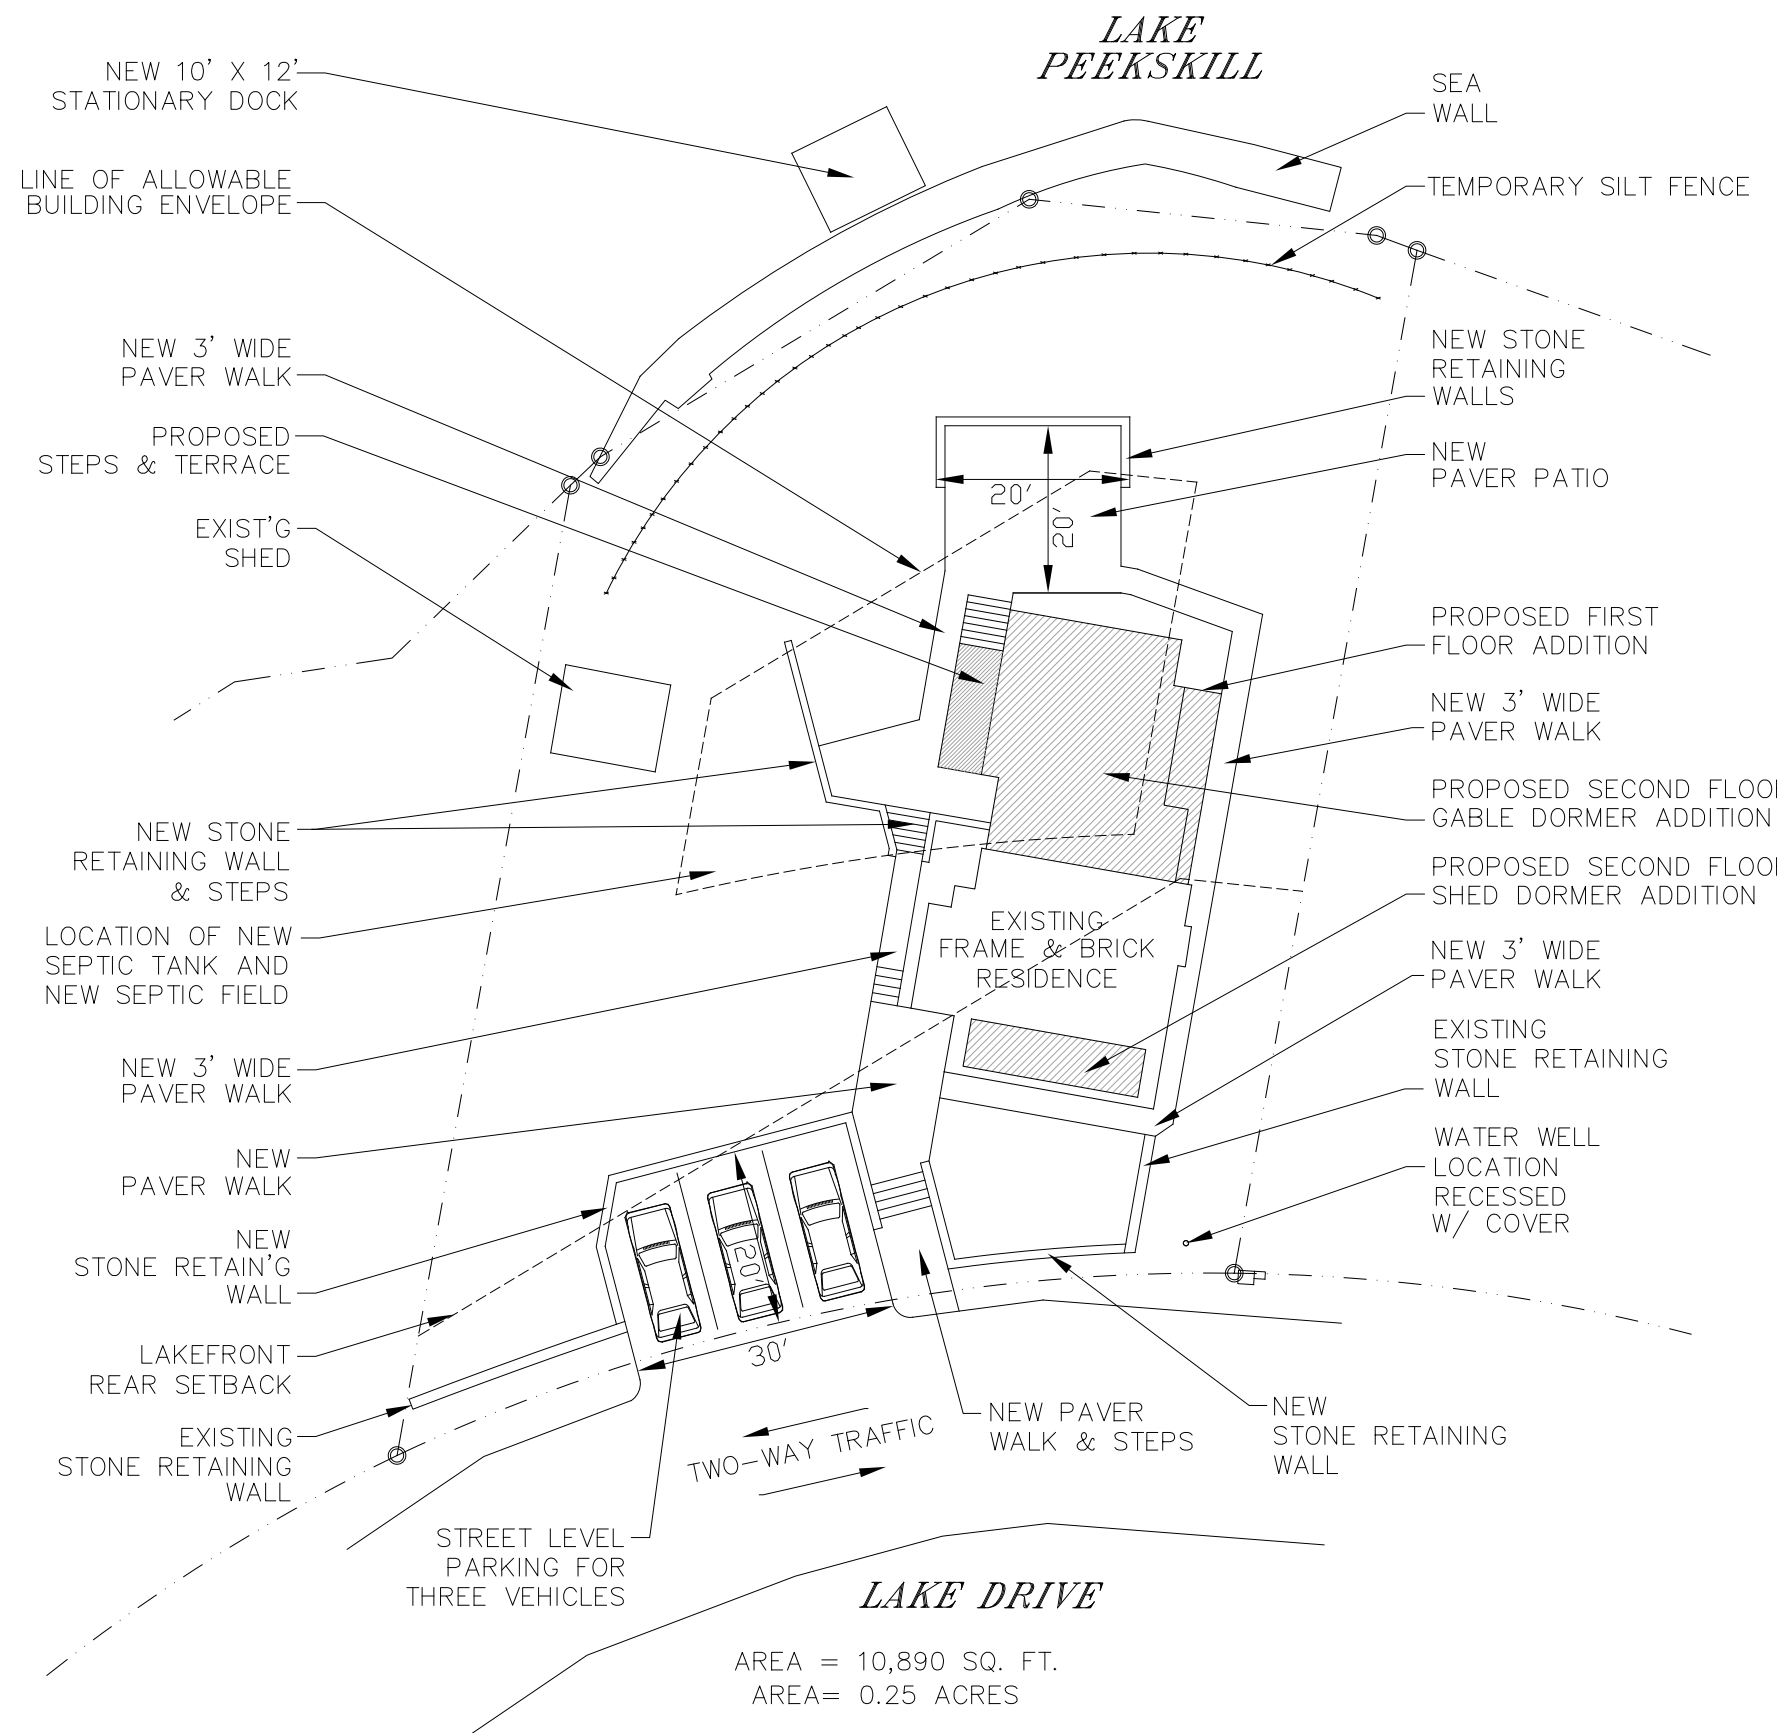 LAKE
PEEKSKILL
NEW 10' X 12'
STATIONARY DOCK
LINE OF ALLOWABLE
BUILDING ENVELOPE
NEW 3' WIDE
PAVER WALK
PROPOSED
STEPS & TERRACE
EXIST'G
SHED
NEW STONE
RETAINING WALL
& STEPS
LOCATION OF NEW
SEPTIC TANK AND
NEW SEPTIC FIELD
NEW 3' WIDE
PAVER WALK
NEW
PAVER WALK
NEW
STONE RETAIN'G
WALL
LAKEFRONT
REAR SETBACK
EXISTING
STONE RETAINING
WALL
STREET LEVEL
PARKING FOR
THREE VEHICLES
SEA
WALL
TEMPORARY SILT FENCE
NEW STONE
RETAINING
WALLS
NEW
PAVER PATIO
PROPOSED FIRST
FLOOR ADDITION
NEW 3' WIDE
PAVER WALK
PROPOSED SECOND FLOO
GABLE DORMER ADDITION
PROPOSED SECOND FLOO
SHED DORMER ADDITION
NEW 3' WIDE
PAVER WALK
EXISTING
STONE RETAINING
WALL
WATER WELL
LOCATION
RECESSED
W/ COVER
NEW
STONE RETAINING
WALL
NEW PAVER
WALK & STEPS
20'
20'
EXISTING
FRAME & BRICK
RESIDENCE
20'
30'
TWO-WAY TRAFFIC
LAKE DRIVE
AREA = 10,890 SQ. FT.
AREA= 0.25 ACRES